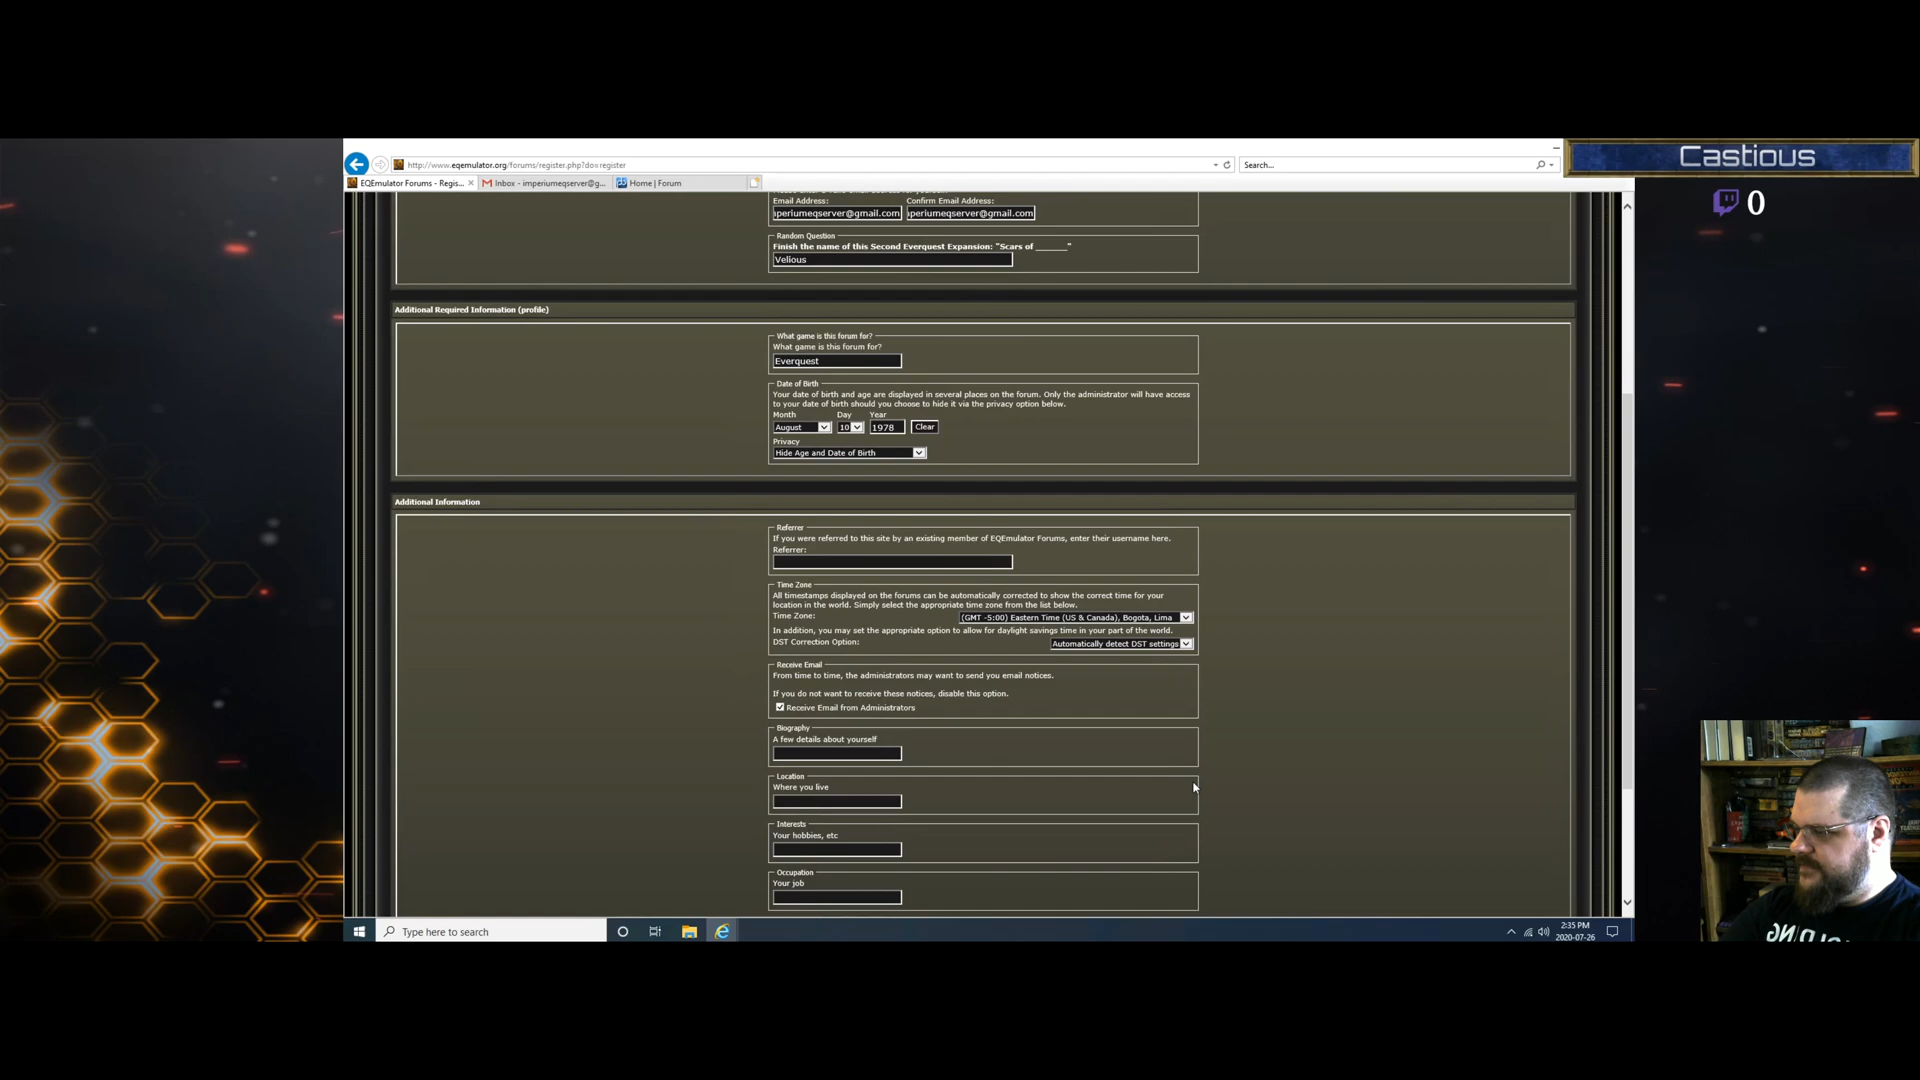 http://www.eqemulator.org/forums/register.php?do=register
Search...
Castious
EQEmulator Forums - Regis...
Inbox - imperiumeqserver@g...
Home | Forum
0
Email Address:
Confirm Email Address:
periumeqserver@gmail.com
periumeqserver@gmail.com
Random Question
Finish the name of this Second Everquest Expansion: "Scars of ______"
Velious
Additional Required Information (profile)
What game is this forum for?
What game is this forum for?
Everquest
Date of Birth
Your date of birth and age are displayed in several places on the forum. Only the administrator will have access
to your date of birth should you choose to hide it via the privacy option below.
Month Day Year
August 10 1978 Clear
Privacy
Hide Age and Date of Birth
Additional Information
Referrer
If you were referred to this site by an existing member of EQEmulator Forums, enter their username here.
Referrer:
Time Zone
All timestamps displayed on the forums can be automatically corrected to show the correct time for your
location in the world. Simply select the appropriate time zone from the list below.
Time Zone: (GMT -5:00) Eastern Time (US & Canada), Bogota, Lima
In addition, you may set the appropriate option to allow for daylight savings time in your part of the world.
DST Correction Option: Automatically detect DST settings
Receive Email
From time to time, the administrators may want to send you email notices.
If you do not want to receive these notices, disable this option.
Receive Email from Administrators
Biography
A few details about yourself
Location
Where you live
Interests
Your hobbies, etc
Occupation
Your job
Type here to search
2:35 PM
2020-07-26